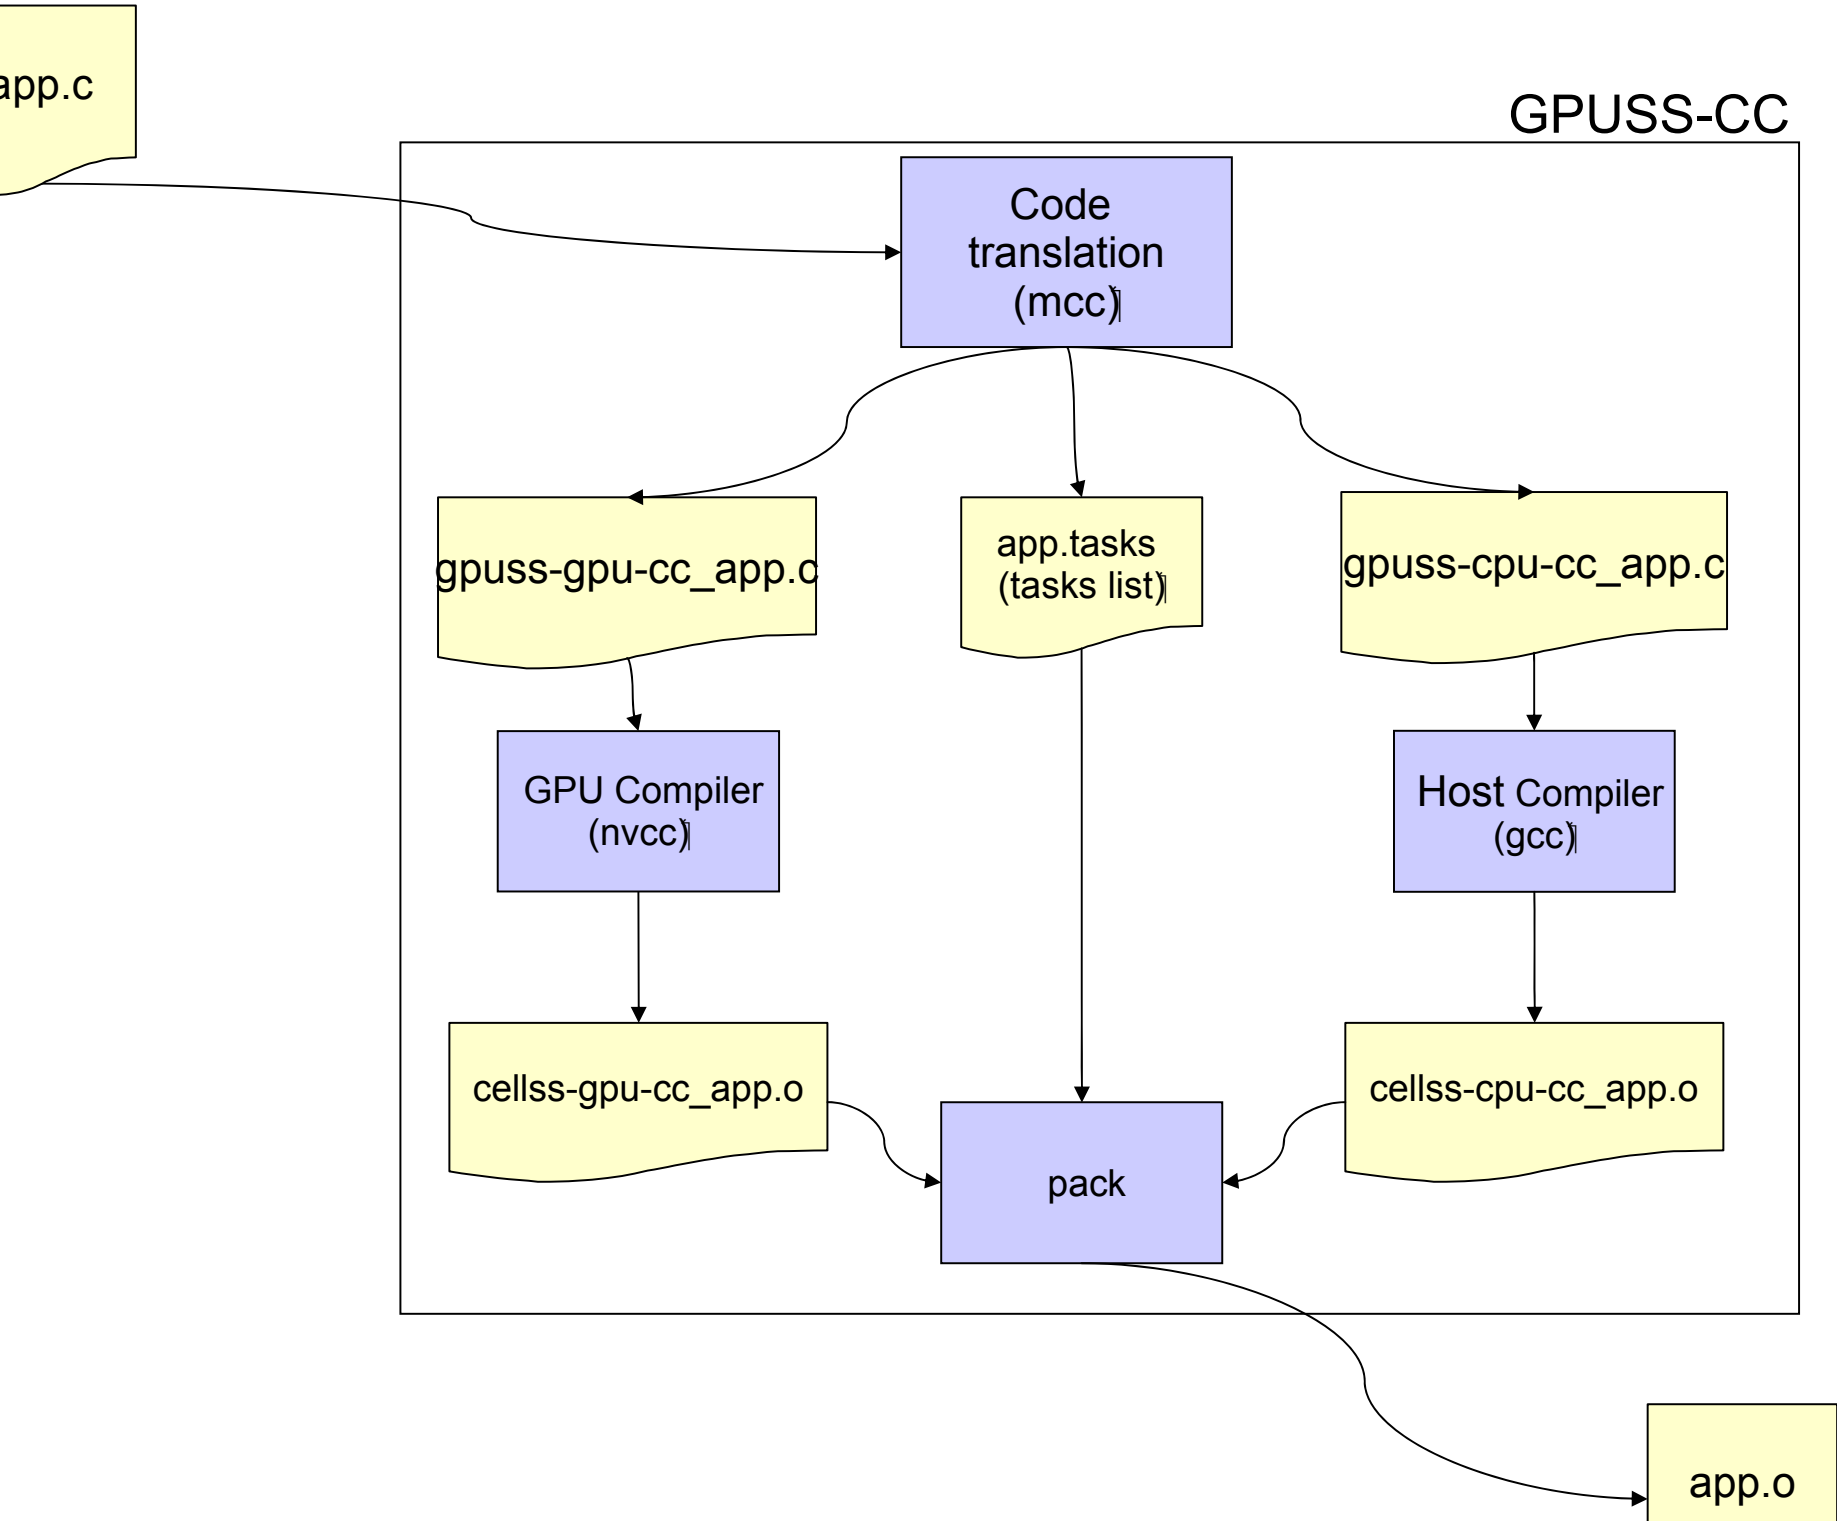 app.c
GPUSS-CC
Code
translation
(mcc)
gpuss-gpu-cc_app.c
app.tasks
(tasks list)
gpuss-cpu-cc_app.c
GPU Compiler
(nvcc)
Host Compiler
(gcc)
cellss-gpu-cc_app.o
cellss-cpu-cc_app.o
pack
app.o